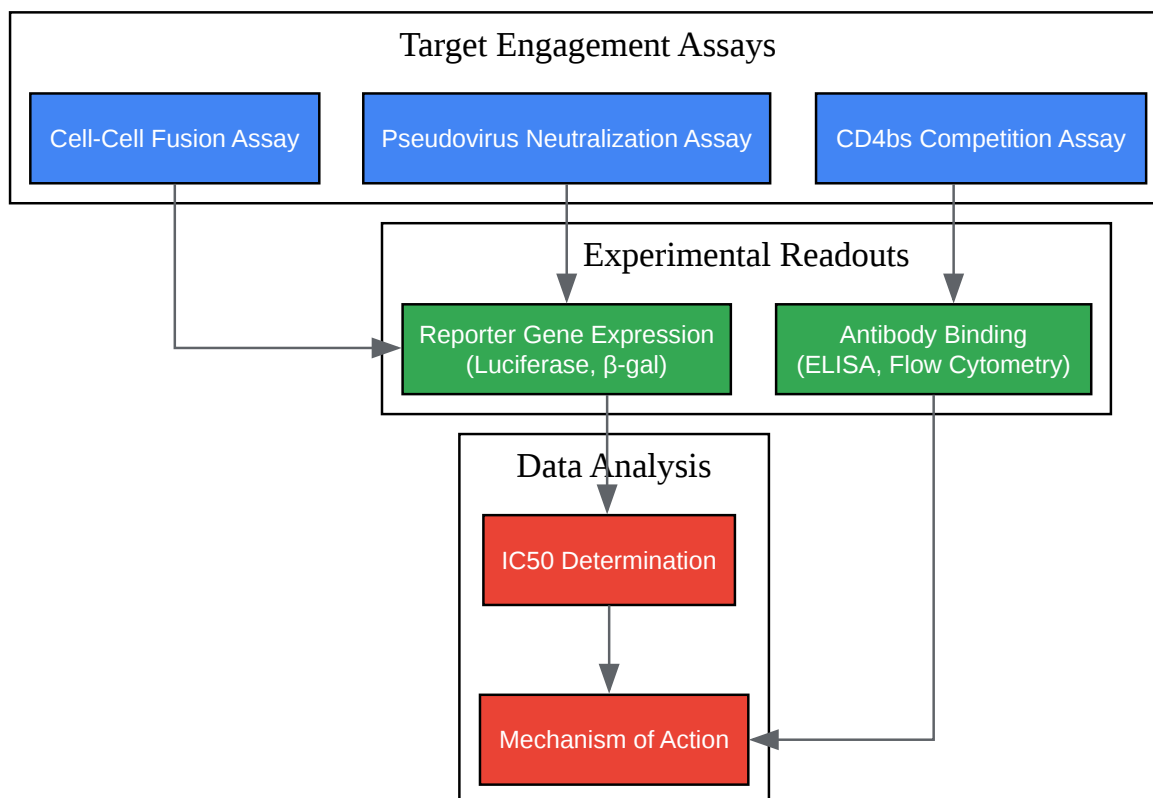 Target Engagement Assays
Cell-Cell Fusion Assay
Pseudovirus Neutralization Assay
CD4bs Competition Assay
Experimental Readouts
Reporter Gene Expression
(Luciferase, β-gal)
Antibody Binding
(ELISA, Flow Cytometry)
Data Analysis
IC50 Determination
Mechanism of Action